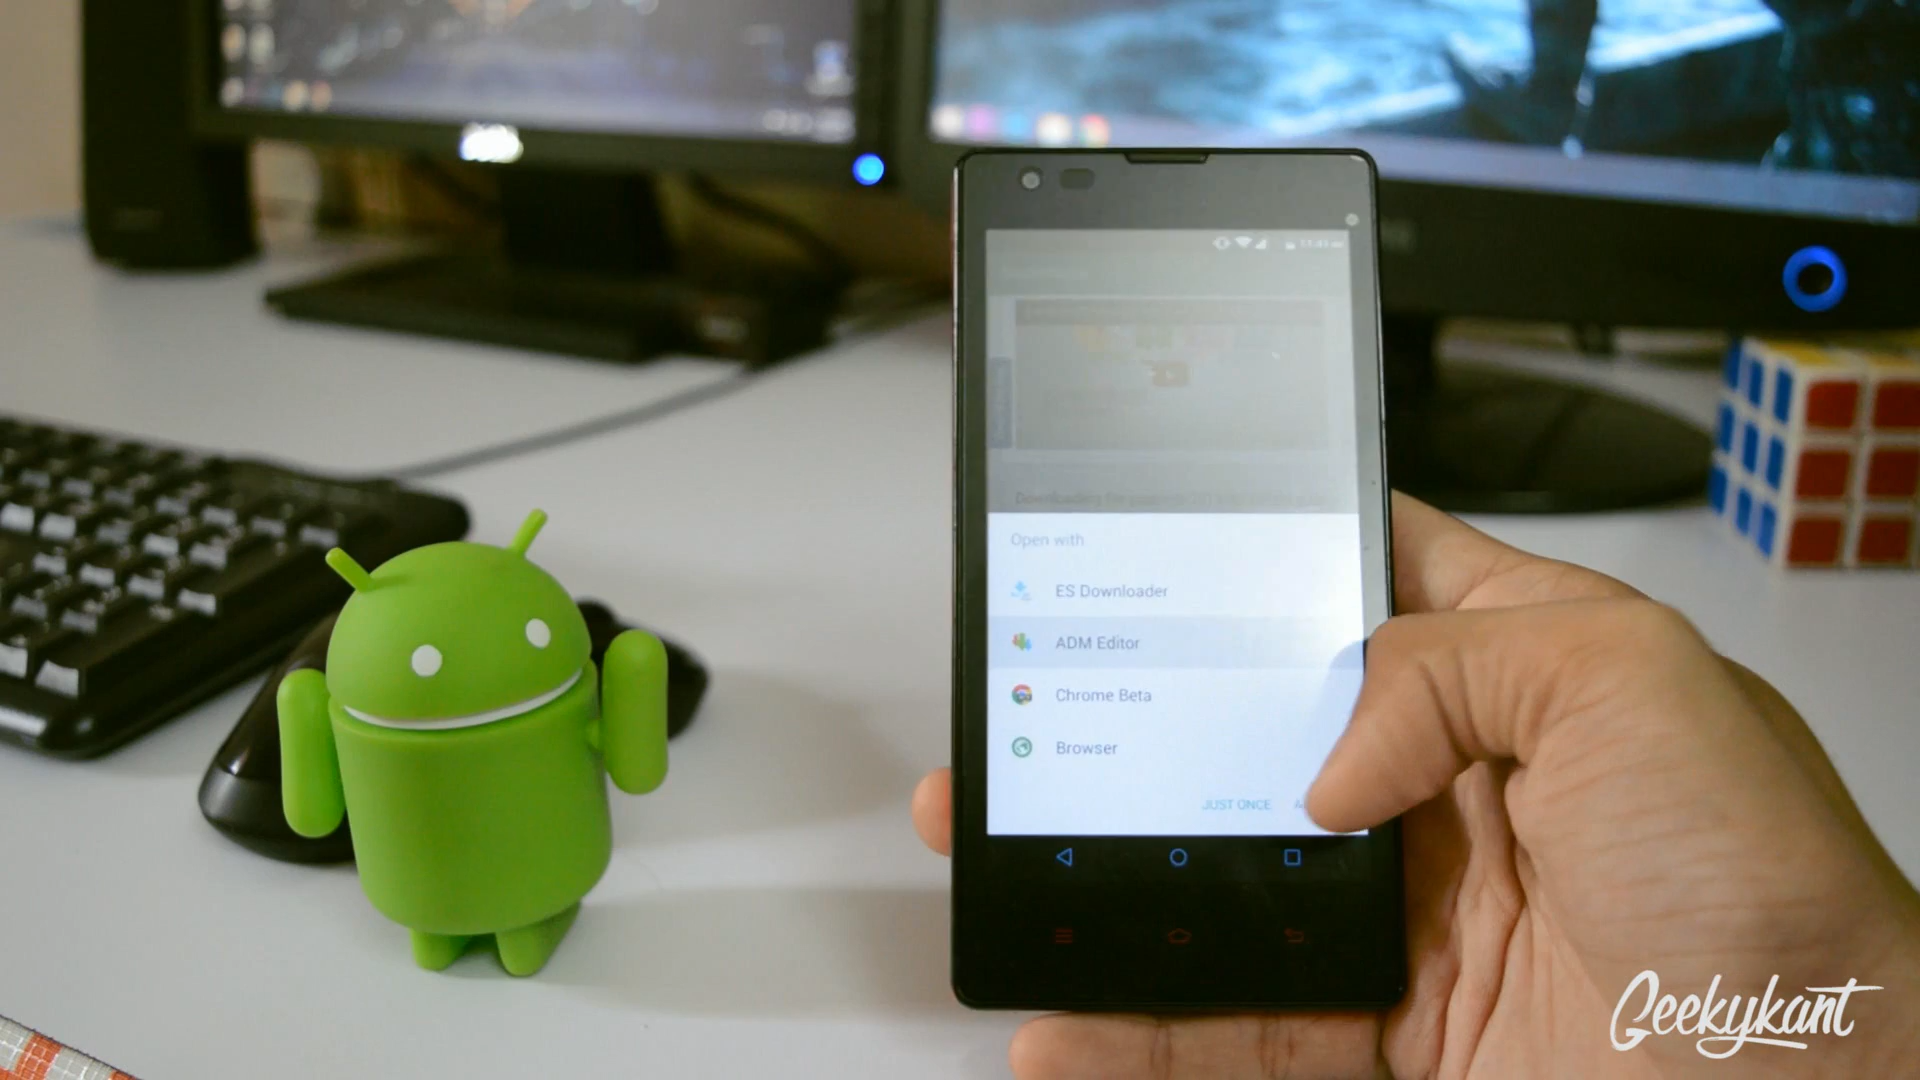 Open with
ES Downloader
ADM Editor
Chrome Beta
Browser
JUST ONCE
Geekykant